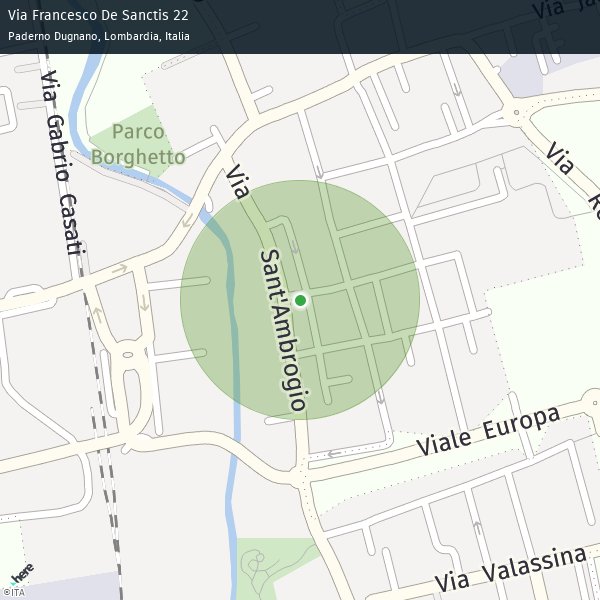 Via Francesco De Sanctis 22
Paderno Dugnano, Lombardia, Italia
Via
Via Gabrio Casati
Parco
Borghetto
Via
Via
Sant'Ambrogio
Viale Europa
Via Valassina
here
©ITA